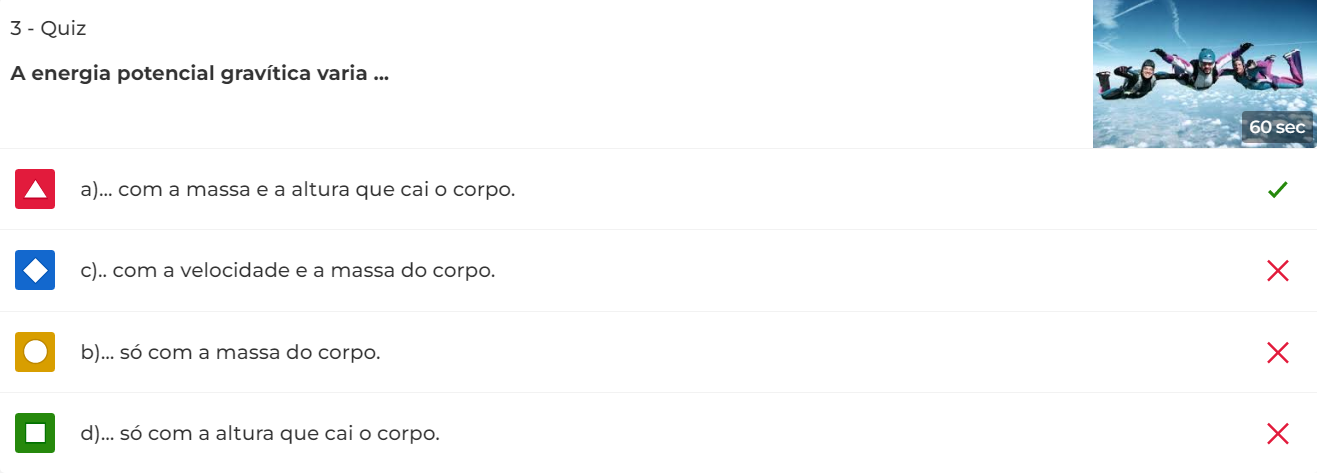 3 - Quiz
A energia potencial gravítica varia ...
60 sec
a)... com a massa e a altura que cai o corpo.
c).. com a velocidade e a massa do corpo.
b)... só com a massa do corpo.
d)... só com a altura que cai o corpo.